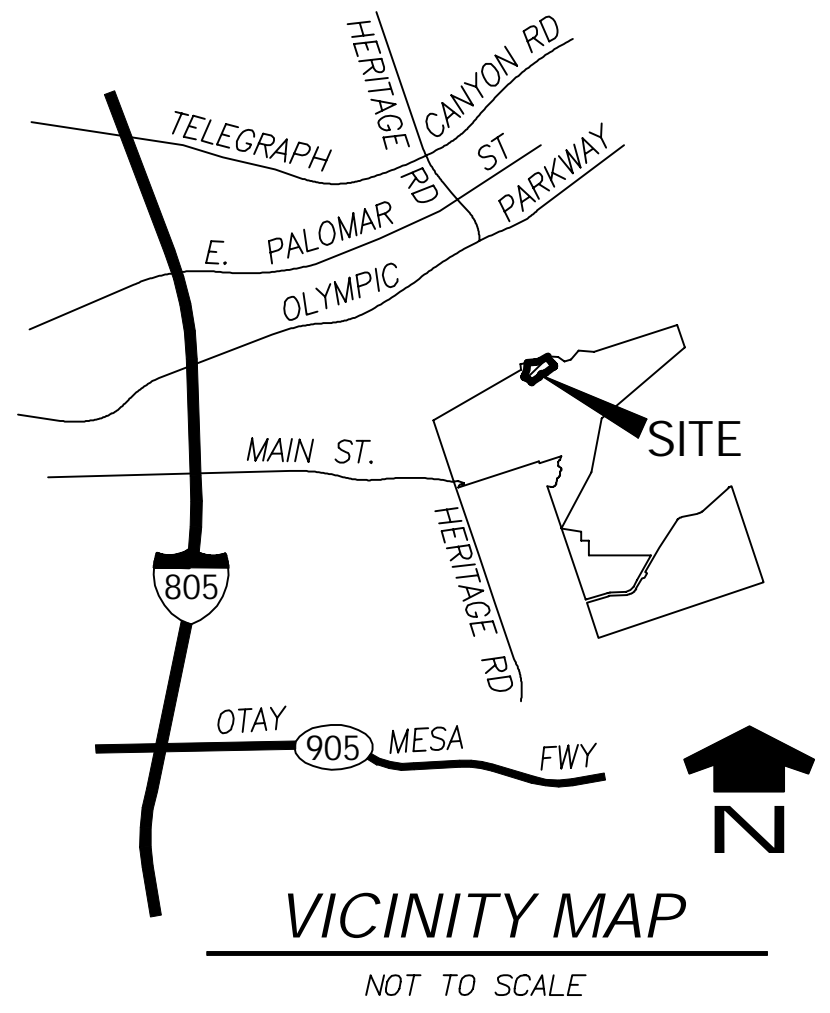 HERITAGE RD
TELEGRAPH CANYON RD
E. PALOMAR ST
OLYMPIC PARKWAY
SITE
MAIN ST.
HERITAGE RD
805
OTAY MESA FWY
905
N
VICINITY MAP
NOT TO SCALE